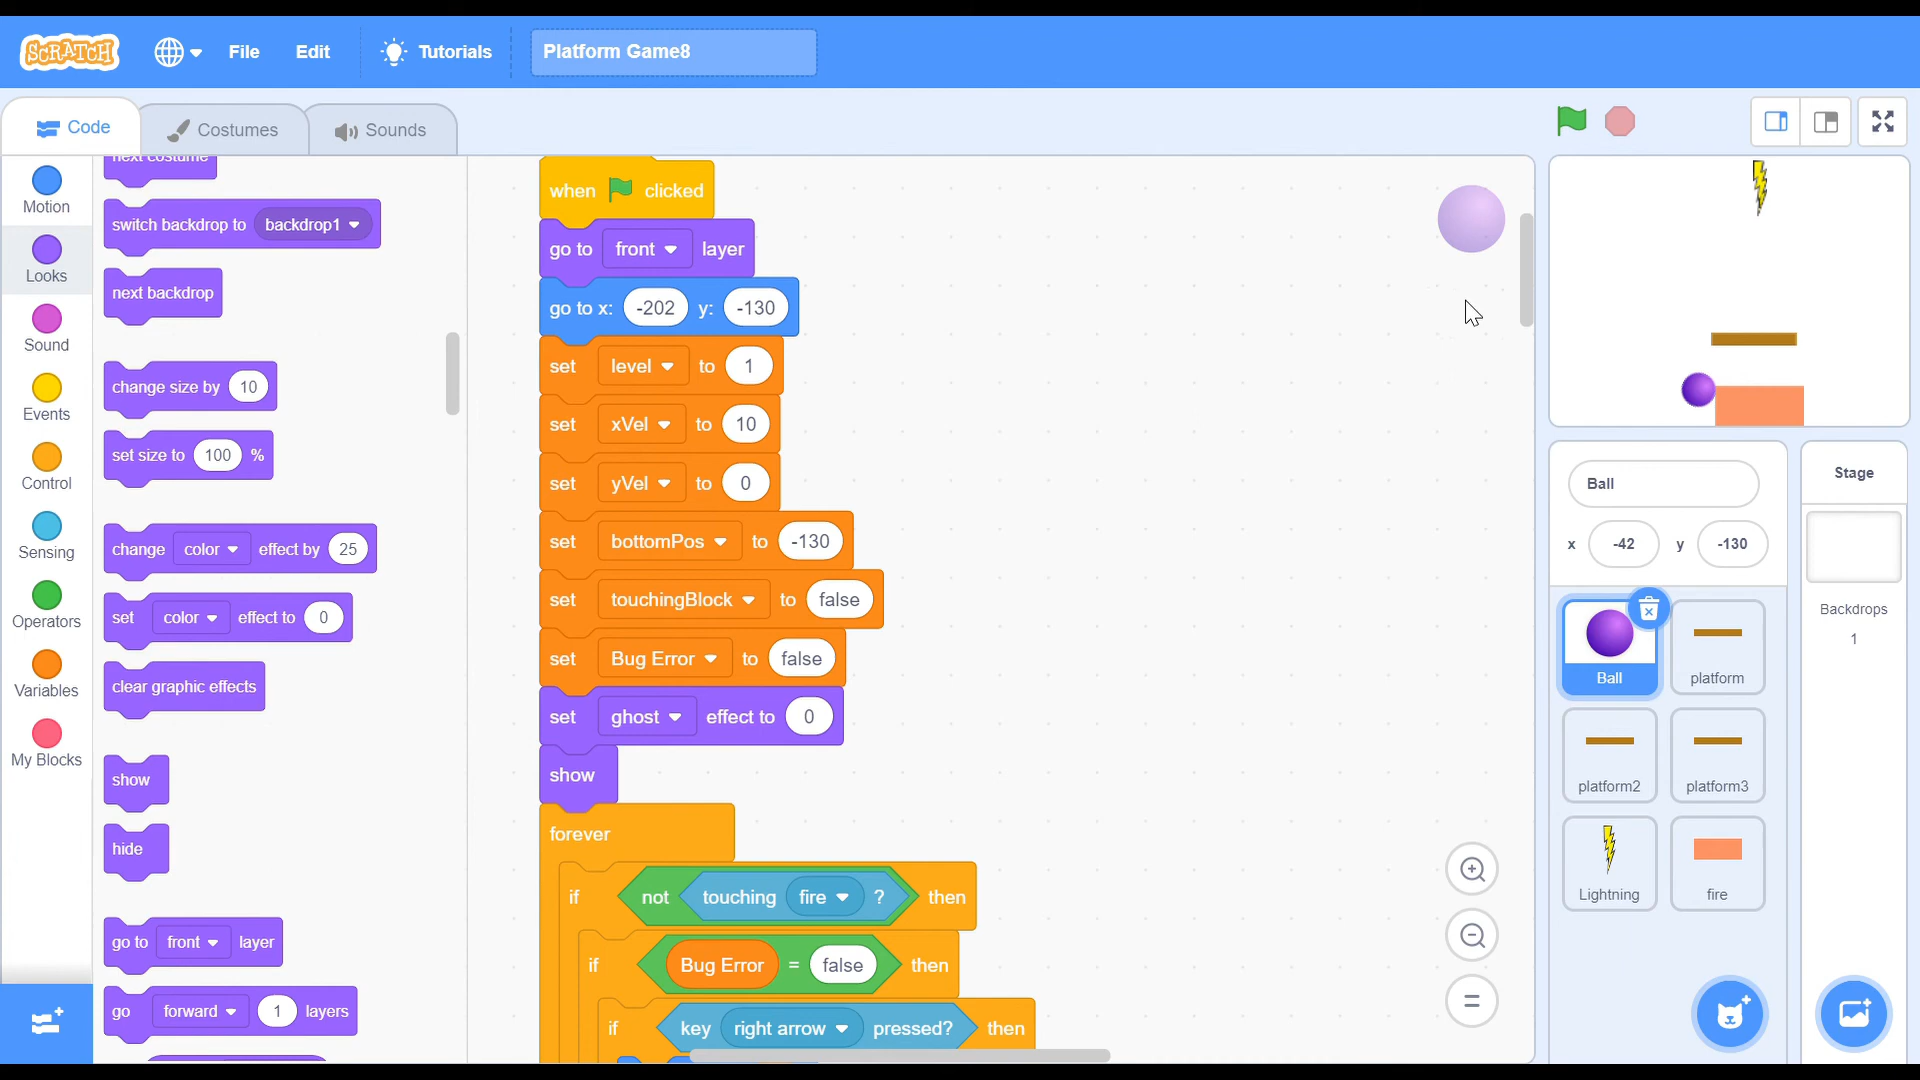 SCRATCH File Edit Tutorials Platform Game8
Code Costumes Sounds
Motion
Looks
Sound
Events
Control
Sensing
Operators
Variables
My Blocks
next costume
switch backdrop to backdrop1
next backdrop
change size by 10
set size to 100 %
change color effect by 25
set color effect to 0
clear graphic effects
show
hide
go to front layer
go forward 1 layers
when clicked
go to front layer
go to x: -202 y: -130
set level to 1
set xVel to 10
set yVel to 0
set bottomPos to -130
set touchingBlock to false
set Bug Error to false
set ghost effect to 0
show
forever
if not touching fire ? then
if Bug Error = false then
if key right arrow pressed? then
Ball
x -42 y -130
Ball
platform
platform2
platform3
Lightning
fire
Stage
Backdrops
1